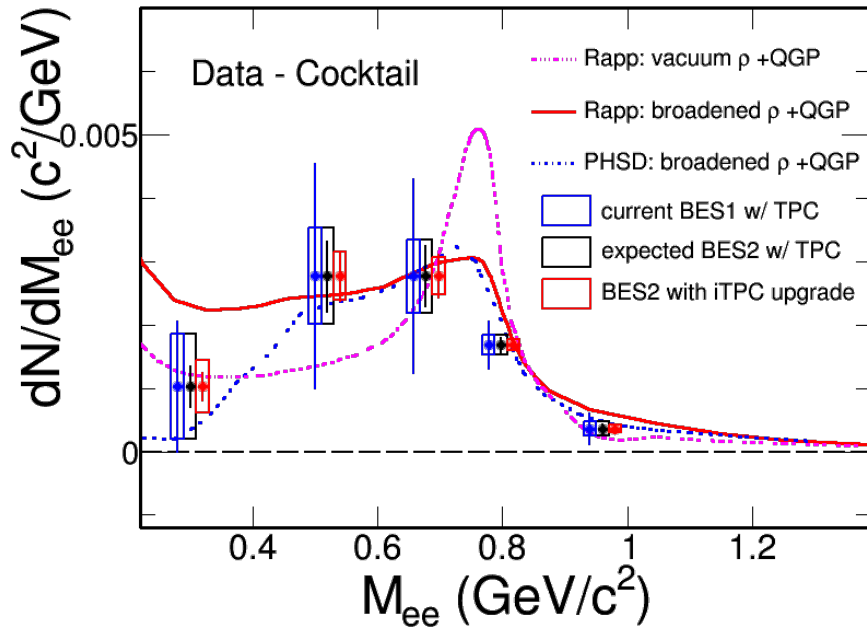 dN/dM_ee (c²/GeV)
0.005
0
Data - Cocktail
Rapp: vacuum ρ +QGP
Rapp: broadened ρ +QGP
PHSD: broadened ρ +QGP
current BES1 w/ TPC
expected BES2 w/ TPC
BES2 with iTPC upgrade
0.4 0.6 0.8 1 1.2
M_ee (GeV/c²)